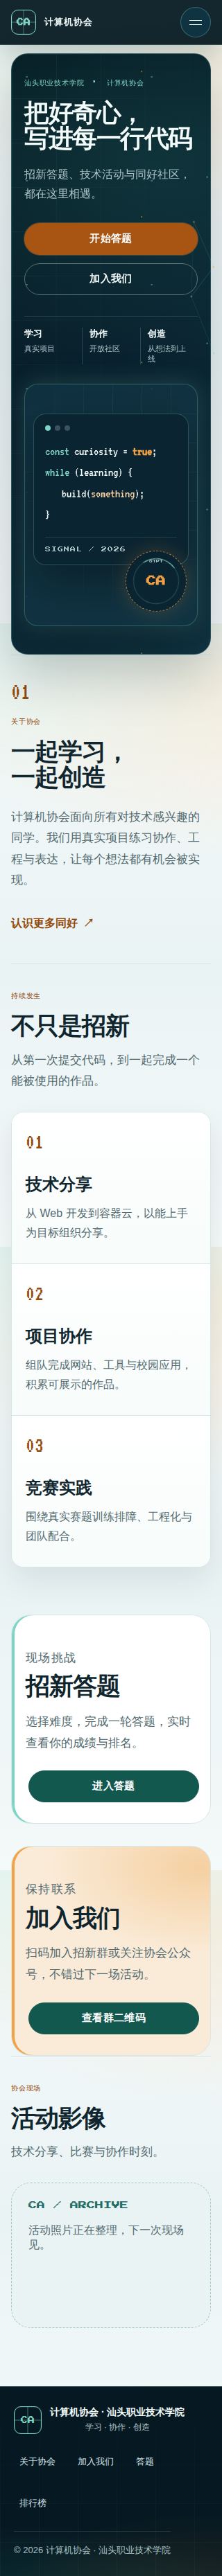 CA 计算机协会
汕头职业技术学院 • 计算机协会
把好奇心，
写进每一行代码
招新答题、技术活动与同好社区，
都在这里相遇。
开始答题
加入我们
学习 协作 创造
真实项目 开放社区 从想法到上
线
const curiosity = true;
while (learning) {
build(something);
}
SIGNAL / 2026
CA
01
关于协会
一起学习，
一起创造
计算机协会面向所有对技术感兴趣的
同学。我们用真实项目练习协作、工
程与表达，让每个想法都有机会被实
现。
认识更多同好 ↗
持续发生
不只是招新
从第一次提交代码，到一起完成一个
能被使用的作品。
01
技术分享
从 Web 开发到容器云，以能上手
为目标组织分享。
02
项目协作
组队完成网站、工具与校园应用，
积累可展示的作品。
03
竞赛实践
围绕真实赛题训练排障、工程化与
团队配合。
现场挑战
招新答题
选择难度，完成一轮答题，实时
查看你的成绩与排名。
进入答题
保持联系
加入我们
扫码加入招新群或关注协会公众
号，不错过下一场活动。
查看群二维码
协会现场
活动影像
技术分享、比赛与协作时刻。
CA / ARCHIVE
活动照片正在整理，下一次现场
见。
CA 计算机协会 · 汕头职业技术学院
学习 · 协作 · 创造
关于协会 加入我们 答题
排行榜
© 2026 计算机协会 · 汕头职业技术学院